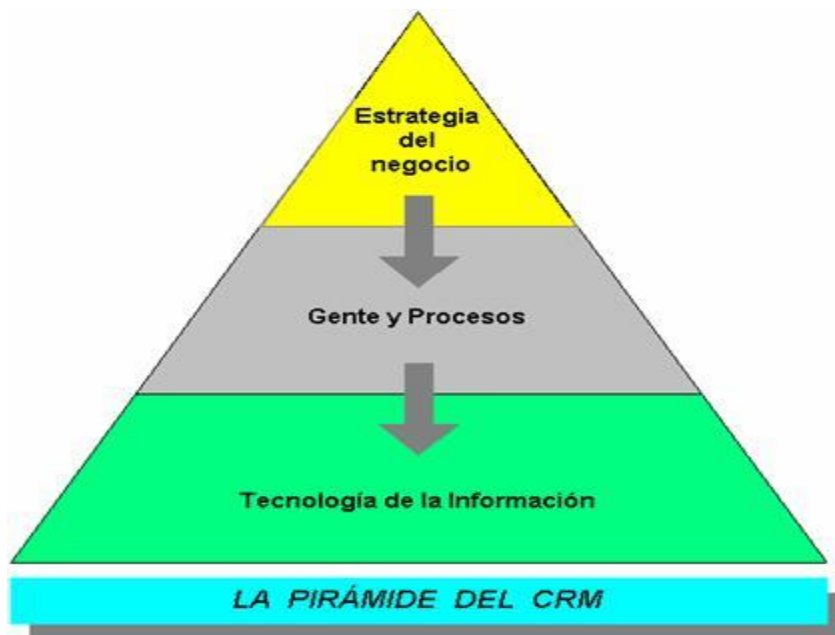 Estrategia
del
negocio
Gente y Procesos
Tecnología de la Información
LA PIRÁMIDE DEL CRM